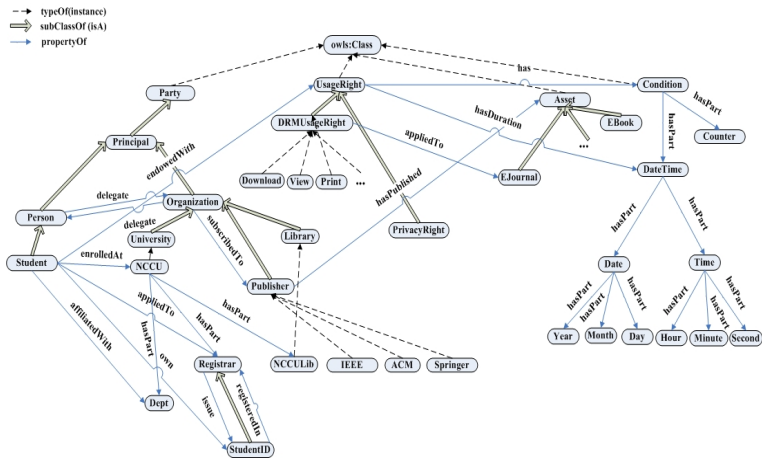 typeOf(instance)
subClassOf (isA)
propertyOf
owls:Class
has
Party
UsageRight
Condition
Asset
hasPart
DRMUsageRight
hasDuration
EBook
Counter
Principal
endowedWith
appliedTo
...
hasPart
DateTime
Download
View
Print
...
EJournal
delegate
Organization
hasPublished
Person
delegate
subscribedTo
Library
PrivacyRight
hasPart
hasPart
University
Student
enrolledAt
NCCU
Date
Time
Publisher
appliedTo
hasPart
hasPart
hasPart
hasPart
hasPart
hasPart
hasPart
hasPart
hasPart
affiliatedWith
own
Year
Month
Day
Hour
Minute
Second
Registrar
NCCULib
IEEE
ACM
Springer
Dept
issue
registeredIn
StudentID